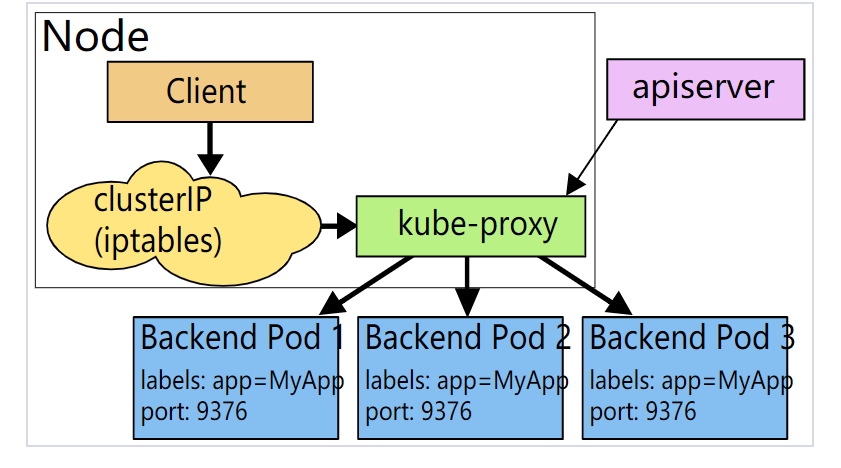 Node
Client
apiserver
clusterIP
(iptables)
kube-proxy
Backend Pod 1
labels: app=MyApp
port: 9376
Backend Pod 2
labels: app=MyApp
port: 9376
Backend Pod 3
labels: app=MyApp
port: 9376